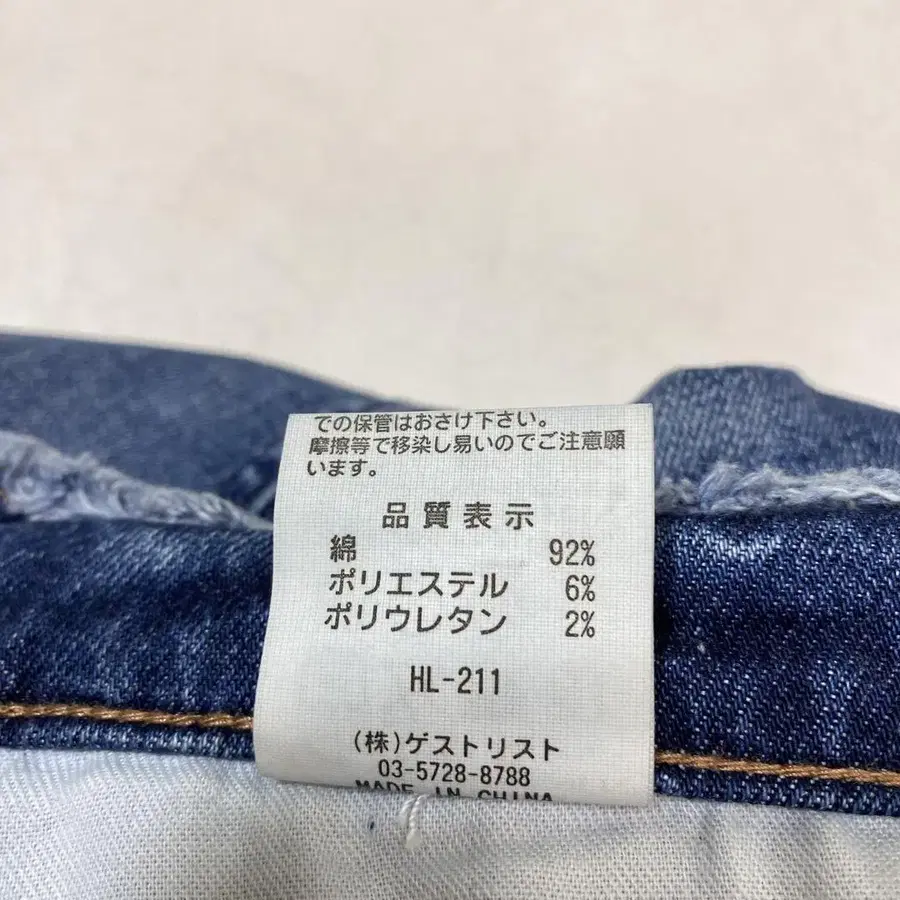 での保管はおさけ下さい。
摩擦等で移染し易いのでご注意願
います。
品質表示
綿 92%
ポリエステル 6%
ポリウレタン 2%
HL-211
(株)ゲストリスト
03-5728-8788
MADE IN CHINA